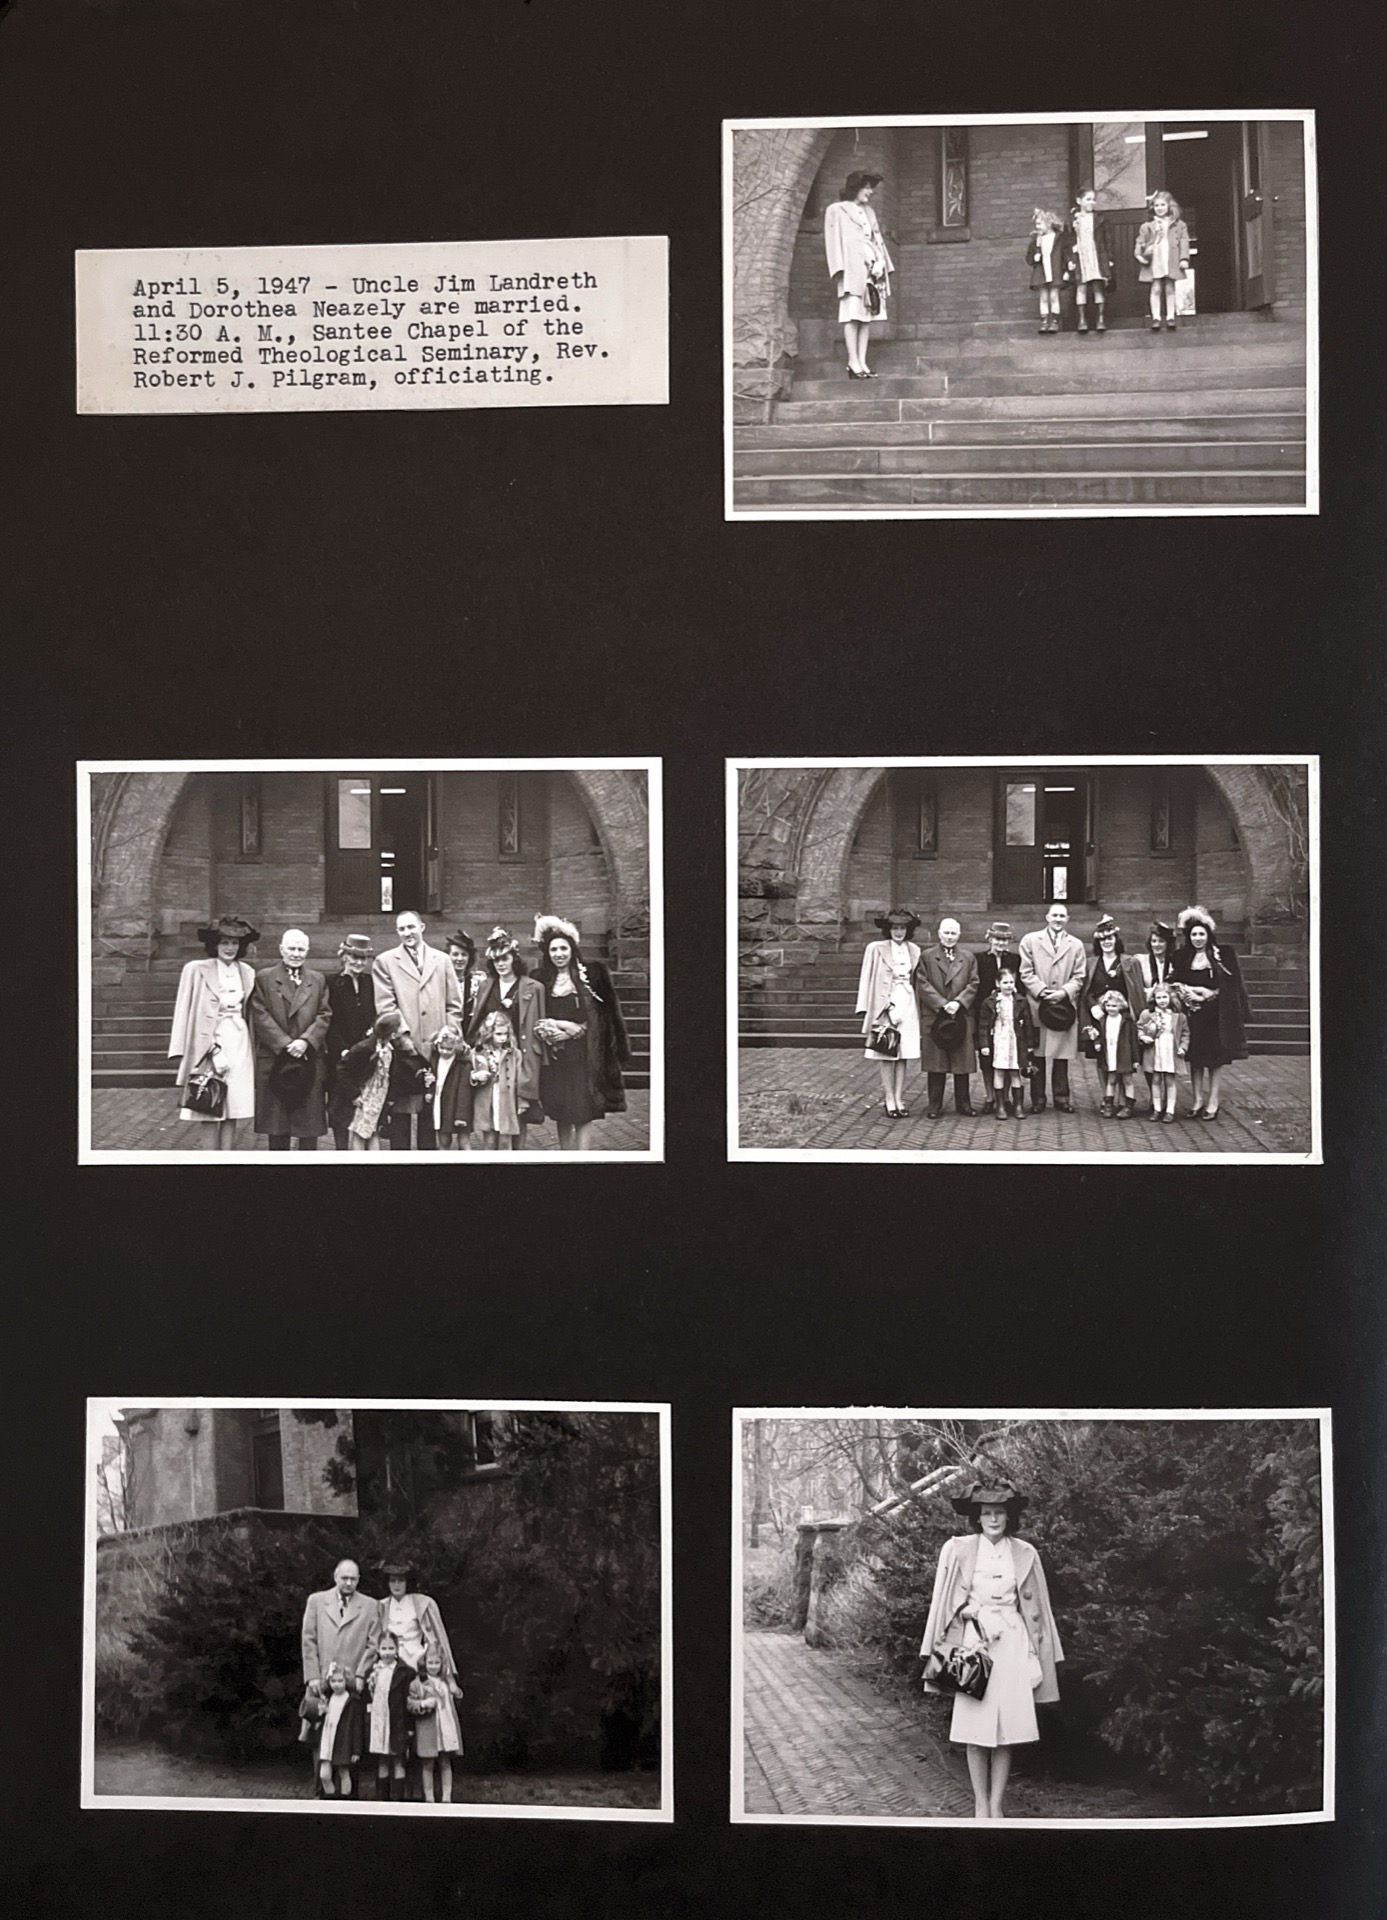 April 5, 1947 - Uncle Jim Landreth
and Dorothea Neazely are married.
11:30 A. M., Santee Chapel of the
Reformed Theological Seminary, Rev.
Robert J. Pilgram, officiating.